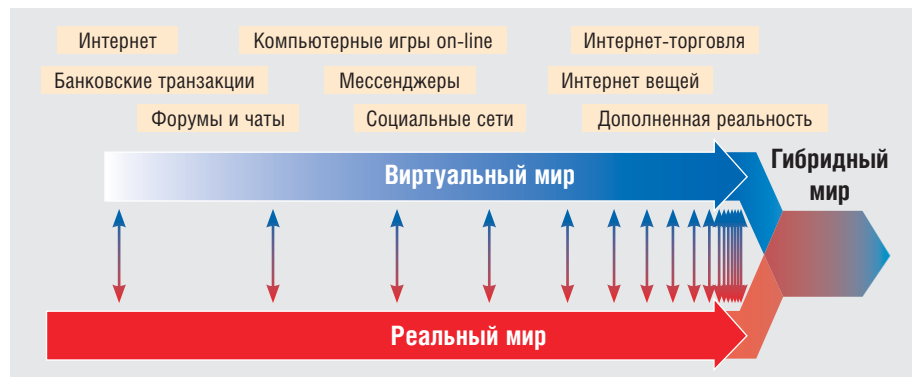 Интернет
Компьютерные игры on-line
Интернет-торговля
Банковские транзакции
Мессенджеры
Интернет вещей
Форумы и чаты
Социальные сети
Дополненная реальность
Виртуальный мир
Гибридный
мир
Реальный мир